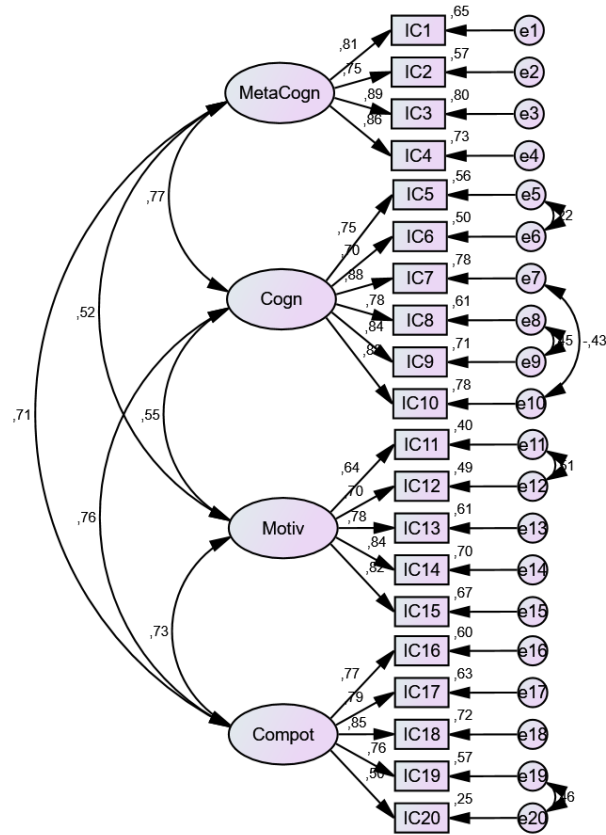 ,65
IC1
e1
,81
,57
IC2
e2
,75
MetaCogn
,89
,80
IC3
e3
,86
,73
IC4
e4
,56
IC5
e5
,77
,75
,50
IC6
e6
,70
,88
,78
IC7
e7
Cogn
,78
,61
IC8
e8
,52
,84
,71
IC9
e9
-,43
,78
IC10
e10
,71
,55
,40
IC11
e11
,64
,49
IC12
e12
,70
,76
Motiv
,78
,61
IC13
e13
,84
,70
IC14
e14
,82
,67
IC15
e15
,73
,60
IC16
e16
,77
,63
IC17
e17
,79
Compot
,85
,72
IC18
e18
,76
,57
IC19
e19
,25
IC20
e20